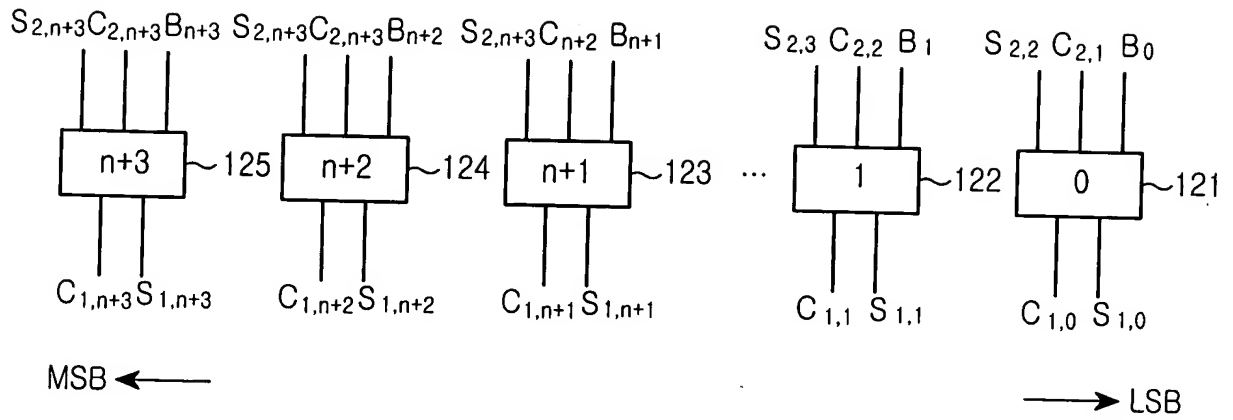 S2,n+3 C2,n+3 Bn+3 S2,n+3 C2,n+3 Bn+2 S2,n+3 Cn+2 Bn+1 S2,3 C2,2 B1 S2,2 C2,1 B0
n+3 125 n+2 124 n+1 123 ... 1 122 0 121
C1,n+3 S1,n+3 C1,n+2 S1,n+2 C1,n+1 S1,n+1 C1,1 S1,1 C1,0 S1,0
MSB LSB